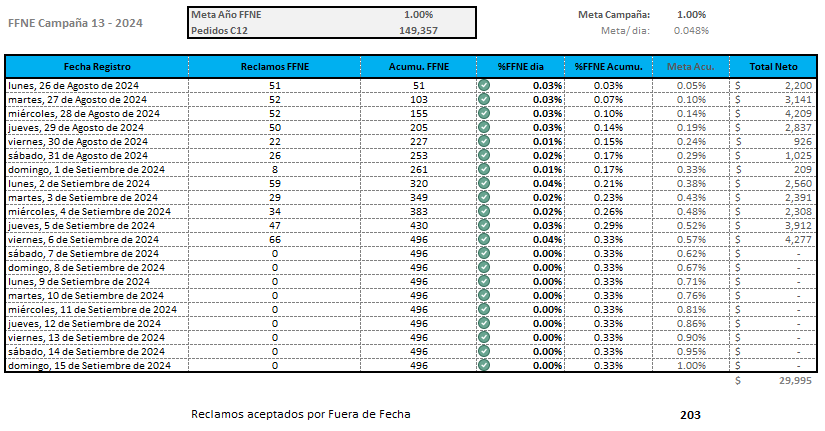 FFNE Campaña 13 - 2024
Meta Año FFNE 1.00%
Pedidos C12 149,357
Meta Campaña: 1.00%
Meta/ dia: 0.048%
Fecha Registro Reclamos FFNE Acumu. FFNE %FFNE dia %FFNE Acumu. Meta Acu. Total Neto
lunes, 26 de Agosto de 2024 51 51 0.03% 0.03% 0.05% $ 2,200
martes, 27 de Agosto de 2024 52 103 0.03% 0.07% 0.10% $ 3,141
miércoles, 28 de Agosto de 2024 52 155 0.03% 0.10% 0.14% $ 4,209
jueves, 29 de Agosto de 2024 50 205 0.03% 0.14% 0.19% $ 2,837
viernes, 30 de Agosto de 2024 22 227 0.01% 0.15% 0.24% $ 926
sábado, 31 de Agosto de 2024 26 253 0.02% 0.17% 0.29% $ 1,025
domingo, 1 de Setiembre de 2024 8 261 0.01% 0.17% 0.33% $ 209
lunes, 2 de Setiembre de 2024 59 320 0.04% 0.21% 0.38% $ 2,560
martes, 3 de Setiembre de 2024 29 349 0.02% 0.23% 0.43% $ 2,391
miércoles, 4 de Setiembre de 2024 34 383 0.02% 0.26% 0.48% $ 2,308
jueves, 5 de Setiembre de 2024 47 430 0.03% 0.29% 0.52% $ 3,912
viernes, 6 de Setiembre de 2024 66 496 0.04% 0.33% 0.57% $ 4,277
sábado, 7 de Setiembre de 2024 0 496 0.00% 0.33% 0.62% $ -
domingo, 8 de Setiembre de 2024 0 496 0.00% 0.33% 0.67% $ -
lunes, 9 de Setiembre de 2024 0 496 0.00% 0.33% 0.71% $ -
martes, 10 de Setiembre de 2024 0 496 0.00% 0.33% 0.76% $ -
miércoles, 11 de Setiembre de 2024 0 496 0.00% 0.33% 0.81% $ -
jueves, 12 de Setiembre de 2024 0 496 0.00% 0.33% 0.86% $ -
viernes, 13 de Setiembre de 2024 0 496 0.00% 0.33% 0.90% $ -
sábado, 14 de Setiembre de 2024 0 496 0.00% 0.33% 0.95% $ -
domingo, 15 de Setiembre de 2024 0 496 0.00% 0.33% 1.00% $ -
$ 29,995
Reclamos aceptados por Fuera de Fecha 203